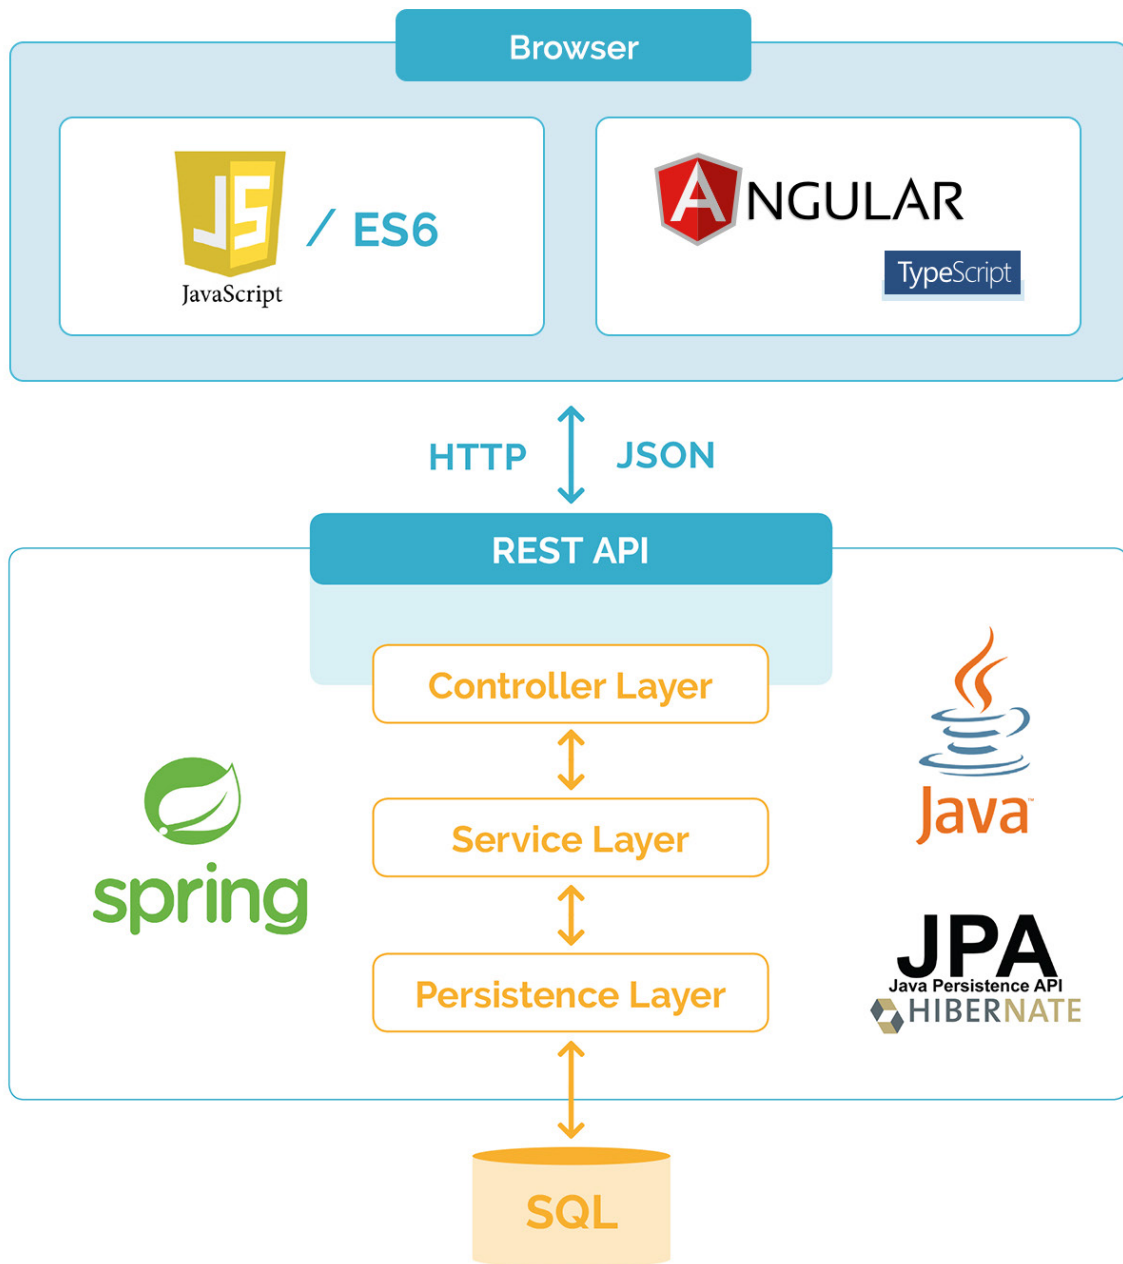 Browser
JS
JavaScript
/ ES6
ANGULAR
TypeScript
HTTP
JSON
REST API
Controller Layer
Service Layer
Persistence Layer
spring
Java™
JPA
Java Persistence API
HIBERNATE
SQL